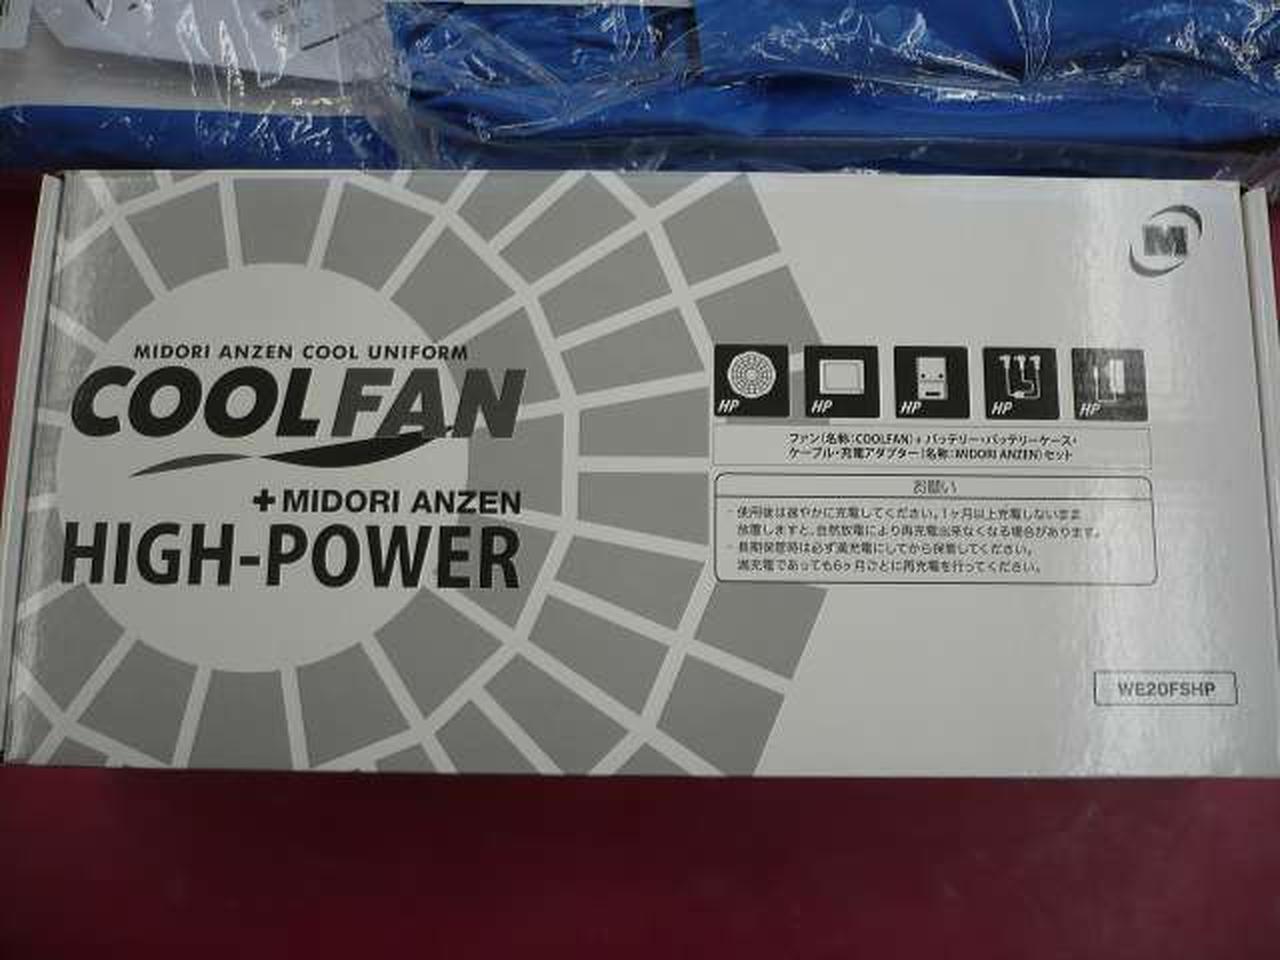 MIDORI ANZEN COOL UNIFORM
COOLFAN
+MIDORI ANZEN
HIGH-POWER
M
HP HP HP HP HP
ファン(名称:COOLFAN)+バッテリー・バッテリーケース・
ケーブル・充電アダプター(名称:MIDORI ANZEN)セット
お願い
・使用後は速やかに充電してください。1ヶ月以上充電しないまま
放置しますと、自然放電により再充電出来なくなる場合があります。
・長期保管時は必ず満充電にしてから保管してください。
満充電であっても6ヶ月ごとに再充電を行ってください。
WE20FSHP